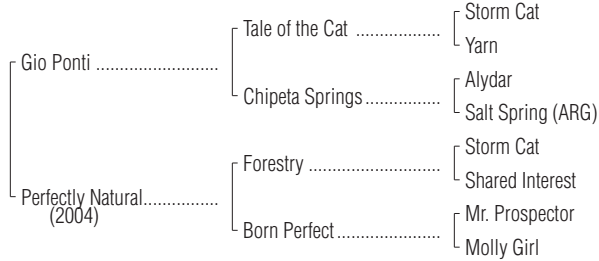 Storm Cat
Tale of the Cat ..................
Yarn
Gio Ponti ..........................
Alydar
Chipeta Springs................
Salt Spring (ARG)
Storm Cat
Forestry ............................
Shared Interest
Perfectly Natural................
(2004)
Mr. Prospector
Born Perfect......................
Molly Girl